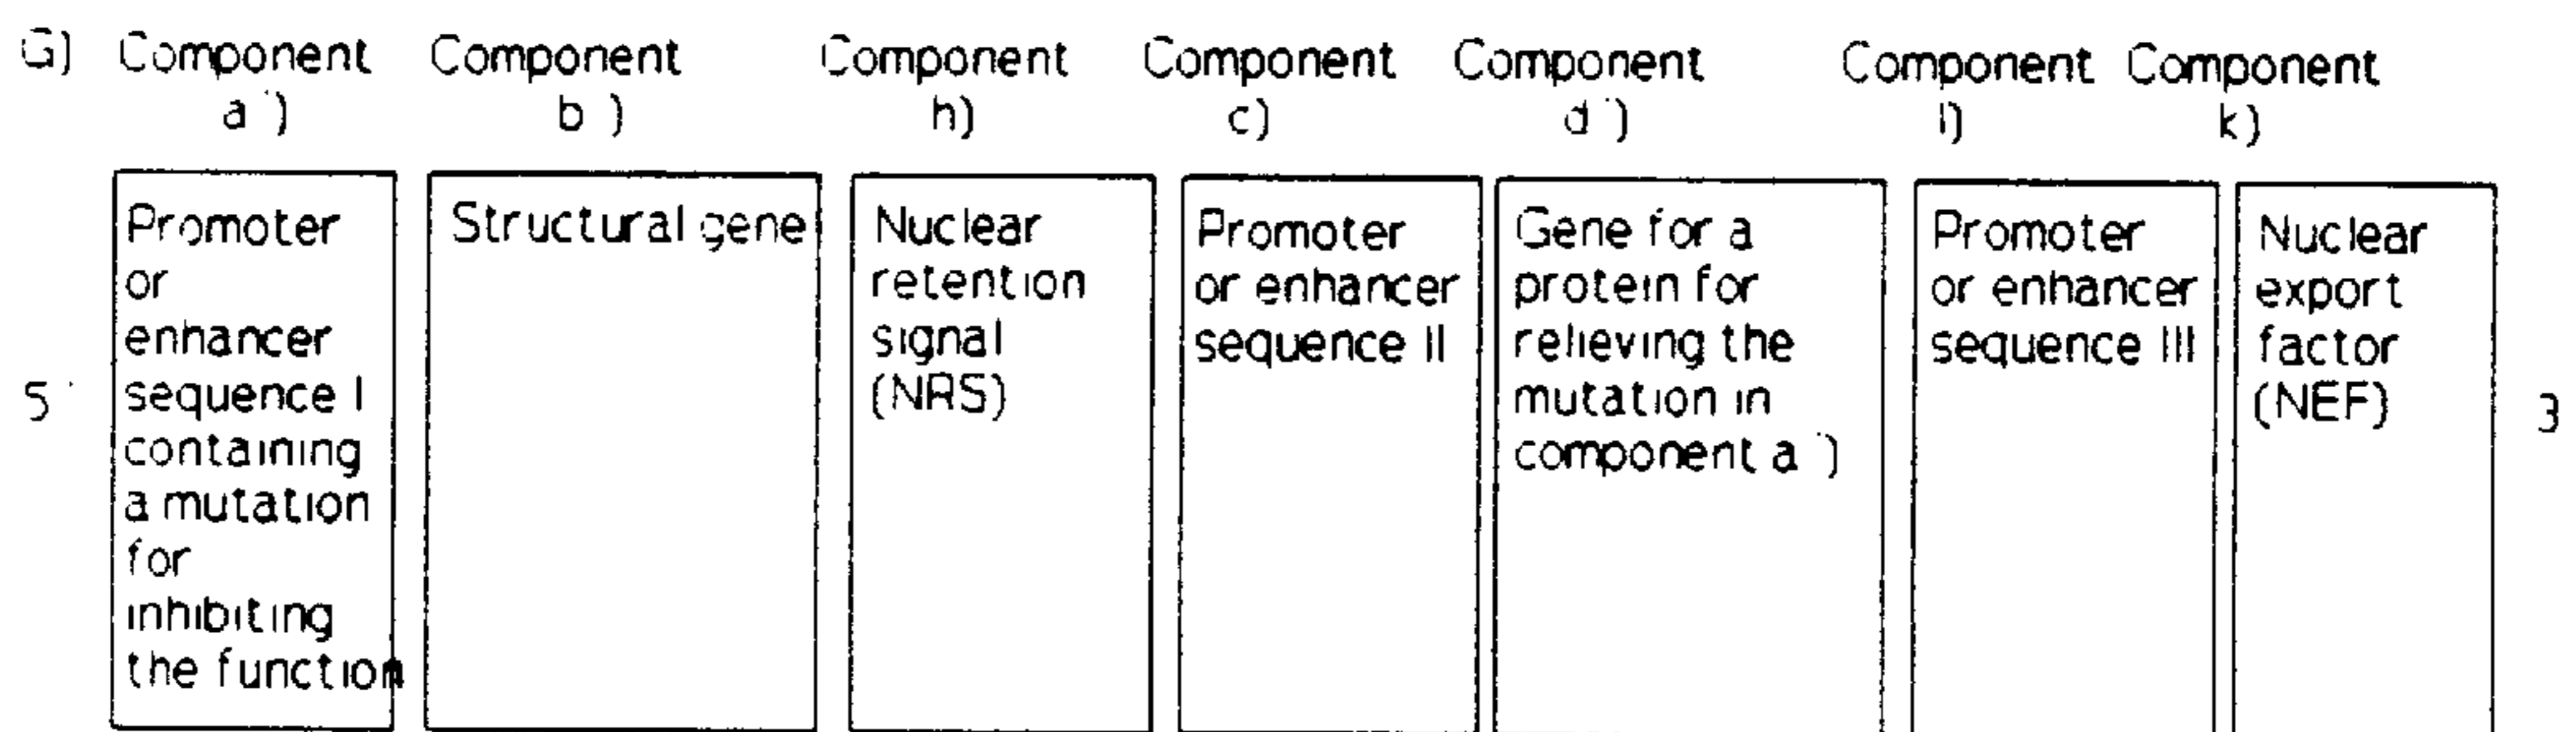 G) Component Component Component Component Component Component Component
a') b ) h) c) d') i) k)
Promoter
or
enhancer
sequence I
containing
a mutation
for
inhibiting
the function
Structural gene
Nuclear
retention
signal
(NRS)
Promoter
or enhancer
sequence II
Gene for a
protein for
relieving the
mutation in
component a')
Promoter
or enhancer
sequence III
Nuclear
export
factor
(NEF)
5'
3